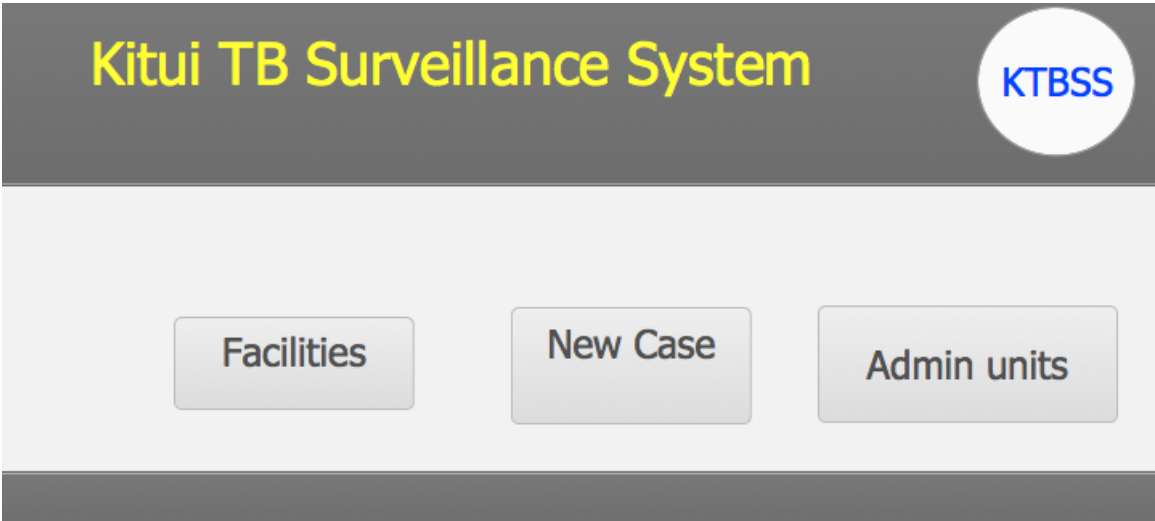 Kitui TB Surveillance System
KTBSS
Facilities
New Case
Admin units